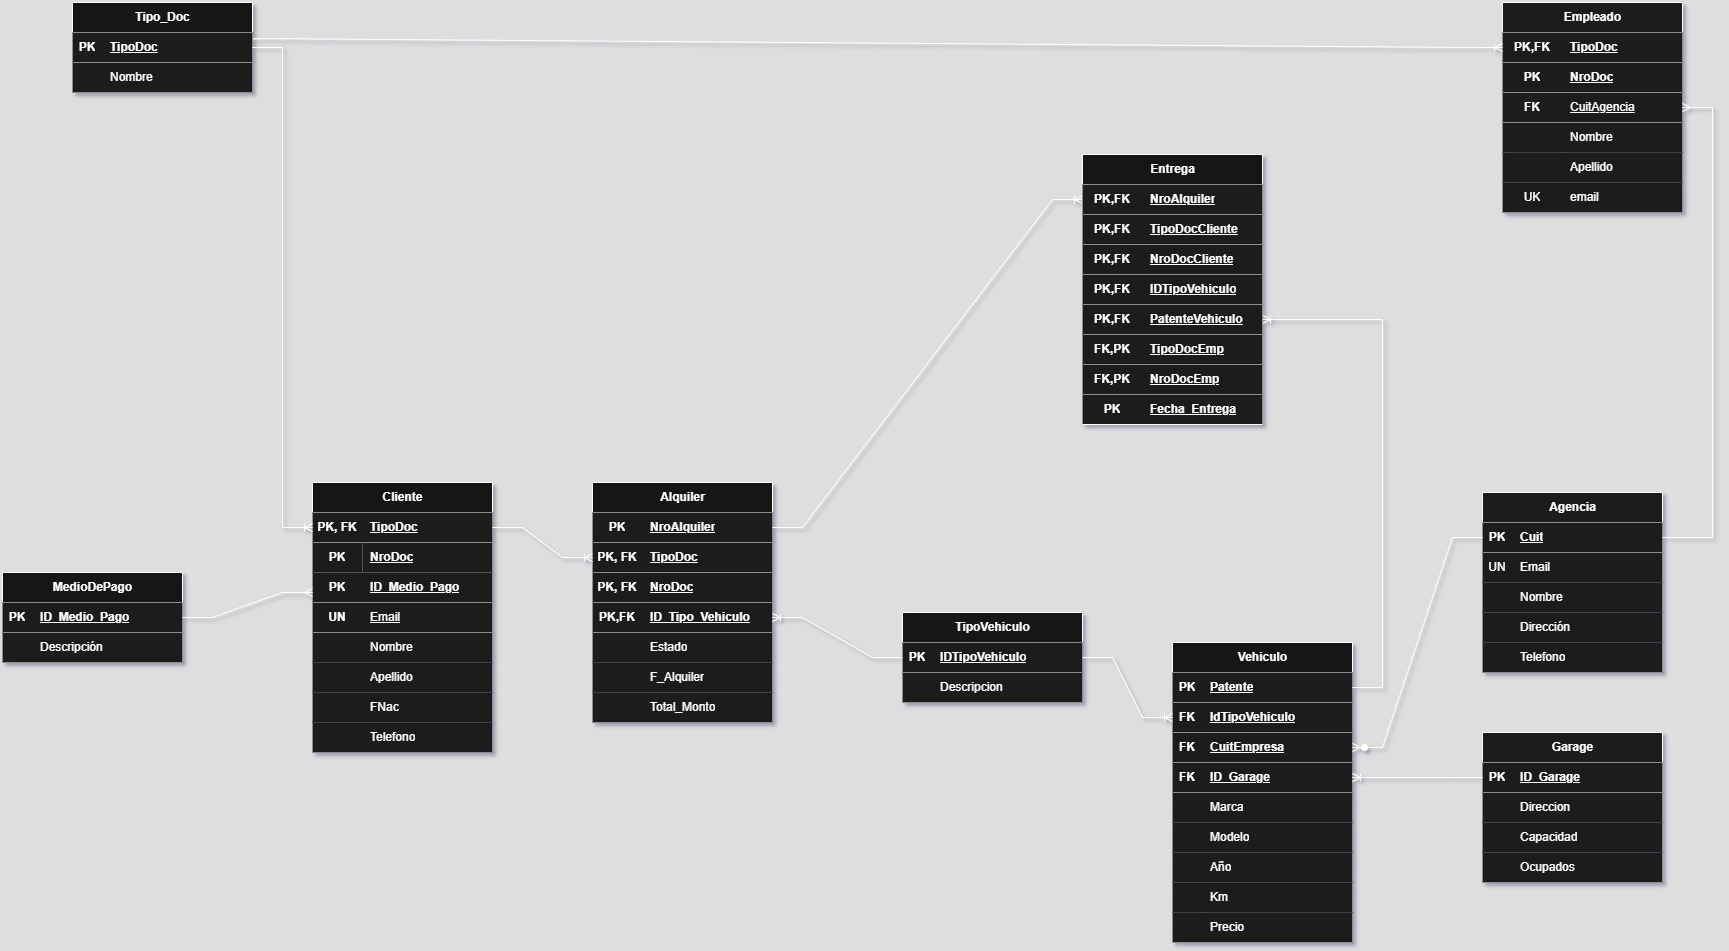 Tipo_Doc
PK TipoDoc
Nombre
Empleado
PK,FK TipoDoc
PK NroDoc
FK CuitAgencia
Nombre
Apellido
UK email
Entrega
PK,FK NroAlquiler
PK,FK TipoDocCliente
PK,FK NroDocCliente
PK,FK IDTipoVehiculo
PK,FK PatenteVehiculo
FK,PK TipoDocEmp
FK,PK NroDocEmp
PK Fecha_Entrega
MedioDePago
PK ID_Medio_Pago
Descripción
Cliente
PK, FK TipoDoc
PK NroDoc
PK ID_Medio_Pago
UN Email
Nombre
Apellido
FNac
Telefono
Alquiler
PK NroAlquiler
PK, FK TipoDoc
PK, FK NroDoc
PK,FK ID_Tipo_Vehiculo
Estado
F_Alquiler
Total_Monto
TipoVehiculo
PK IDTipoVehiculo
Descripcion
Vehiculo
PK Patente
FK IdTipoVehiculo
FK CuitEmpresa
FK ID_Garage
Marca
Modelo
Año
Km
Precio
Agencia
PK Cuit
UN Email
Nombre
Dirección
Telefono
Garage
PK ID_Garage
Direccion
Capacidad
Ocupados